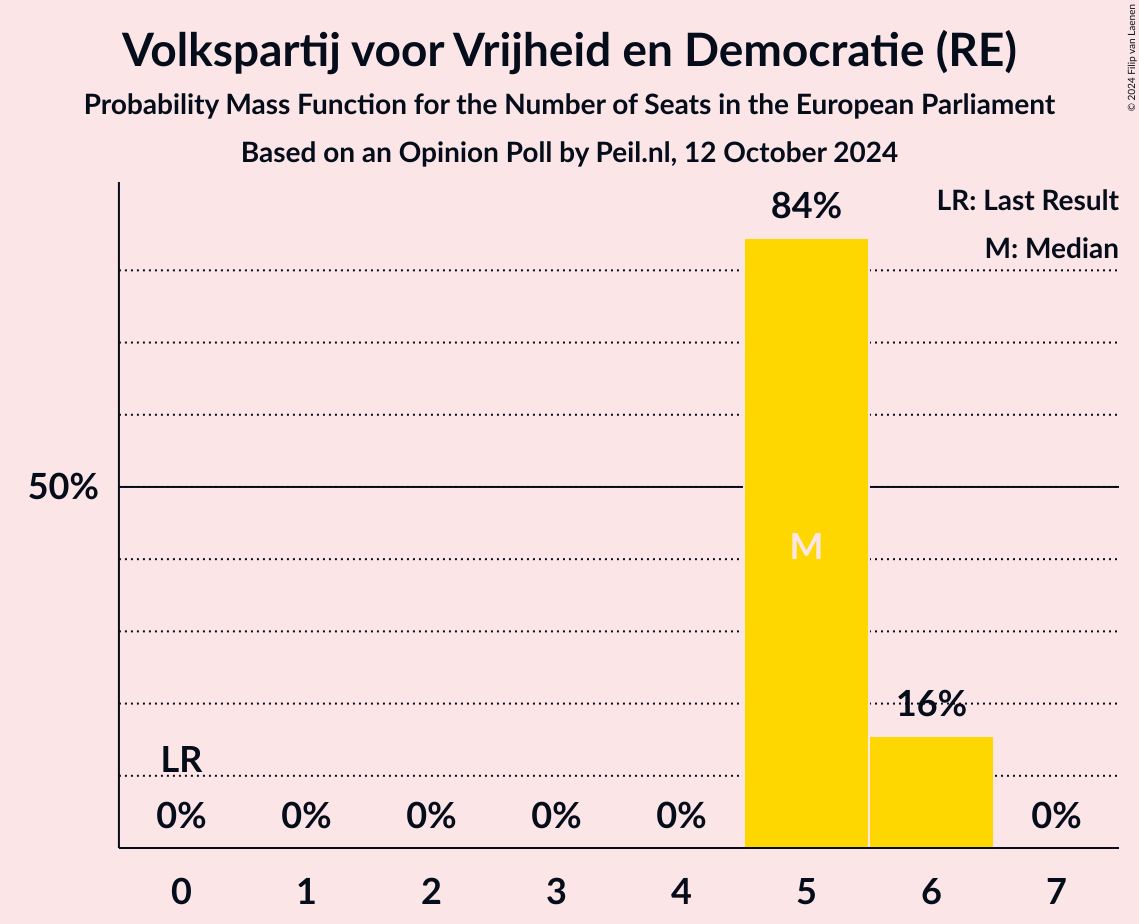 Volkspartij voor Vrijheid en Democratie (RE)
Probability Mass Function for the Number of Seats in the European Parliament
Based on an Opinion Poll by Peil.nl, 12 October 2024
© 2024 Filip van Laenen
LR: Last Result
M: Median
84%
50%
M
16%
LR
0% 0% 0% 0% 0% 0%
0 1 2 3 4 5 6 7